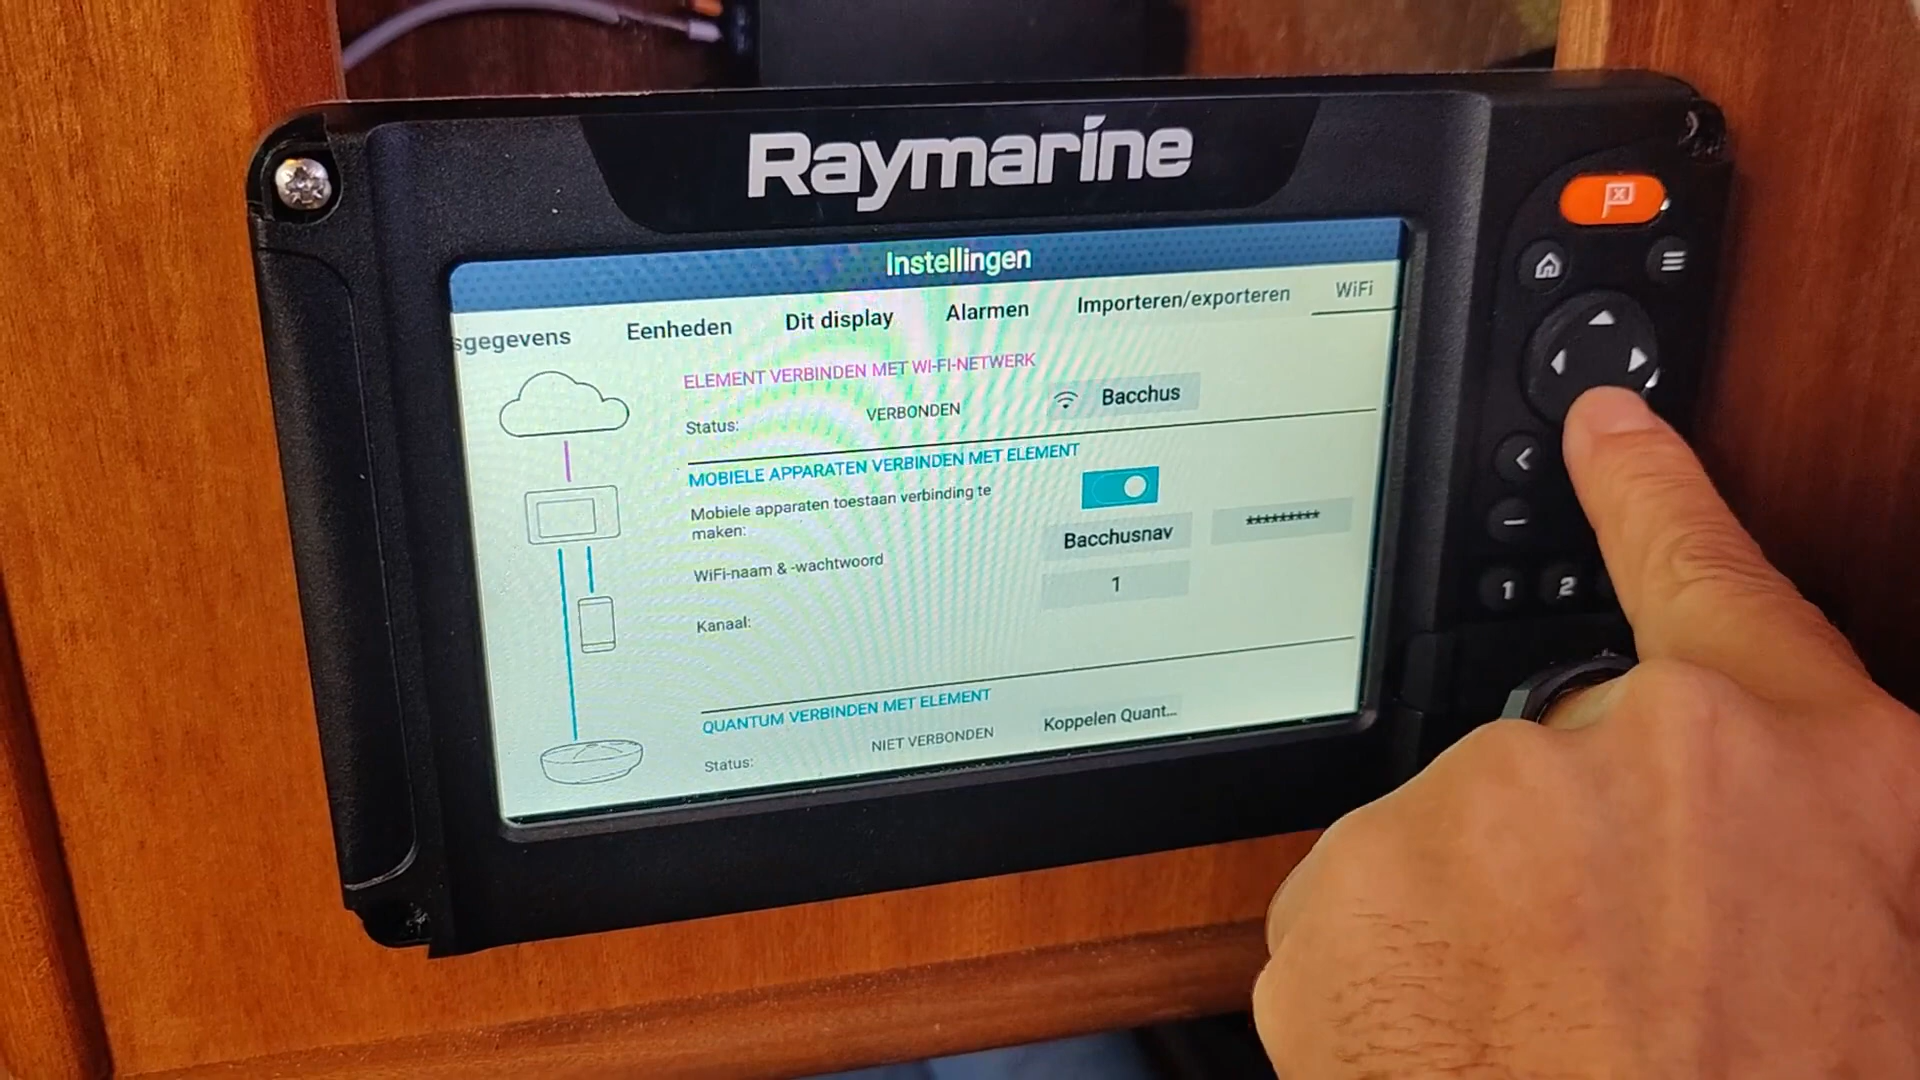 Raymarine
Instellingen
sgegevens Eenheden Dit display Alarmen Importeren/exporteren WiFi
ELEMENT VERBINDEN MET WI-FI-NETWERK
Status: VERBONDEN Bacchus
MOBIELE APPARATEN VERBINDEN MET ELEMENT
Mobiele apparaten toestaan verbinding te
maken:
WiFi-naam & -wachtwoord Bacchusnav *********
Kanaal: 1
QUANTUM VERBINDEN MET ELEMENT
Status: NIET VERBONDEN Koppelen Quant...
1 2